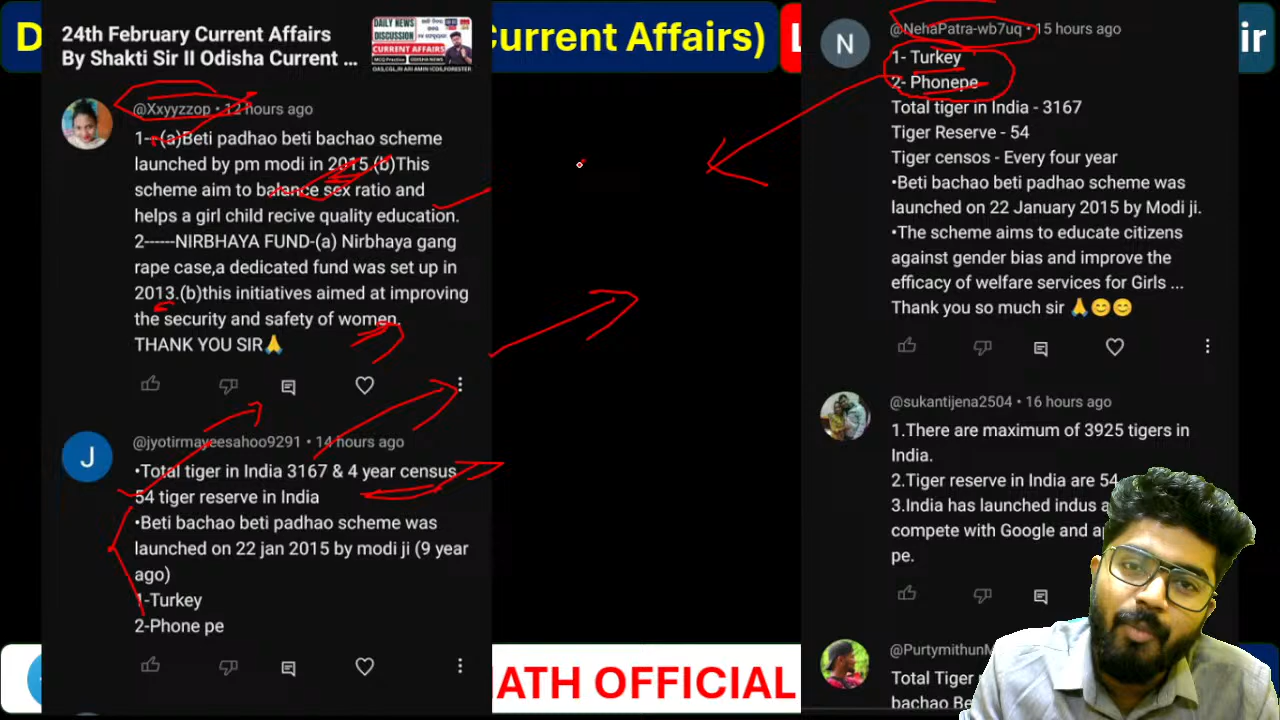 D
Current Affairs)
L
ir
24th February Current Affairs
By Shakti Sir II Odisha Current ...
DAILY NEWS
DISCUSSION
CURRENT AFFAIRS
@Xxyyzzop • 12 hours ago
1---(a)Beti padhao beti bachao scheme
launched by pm modi in 2015.(b)This
scheme aim to balance sex ratio and
helps a girl child recive quality education.
2------NIRBHAYA FUND-(a) Nirbhaya gang
rape case,a dedicated fund was set up in
2013.(b)this initiatives aimed at improving
the security and safety of women.
THANK YOU SIR🙏
J
@jyotirmayeesahoo9291 • 14 hours ago
•Total tiger in India 3167 & 4 year census
54 tiger reserve in India
•Beti bachao beti padhao scheme was
launched on 22 jan 2015 by modi ji (9 year
ago)
1-Turkey
2-Phone pe
N
@NehaPatra-wb7uq • 15 hours ago
1- Turkey
2- Phonepe
Total tiger in India - 3167
Tiger Reserve - 54
Tiger censos - Every four year
•Beti bachao beti padhao scheme was
launched on 22 January 2015 by Modi ji.
•The scheme aims to educate citizens
against gender bias and improve the
efficacy of welfare services for Girls ...
Thank you so much sir 🙏😊😊
@sukantijena2504 • 16 hours ago
1.There are maximum of 3925 tigers in
India.
2.Tiger reserve in India are 54
3.India has launched indus a
compete with Google and ap
pe.
@PurtymithunM
Total Tiger
bachao Be
ATH OFFICIAL